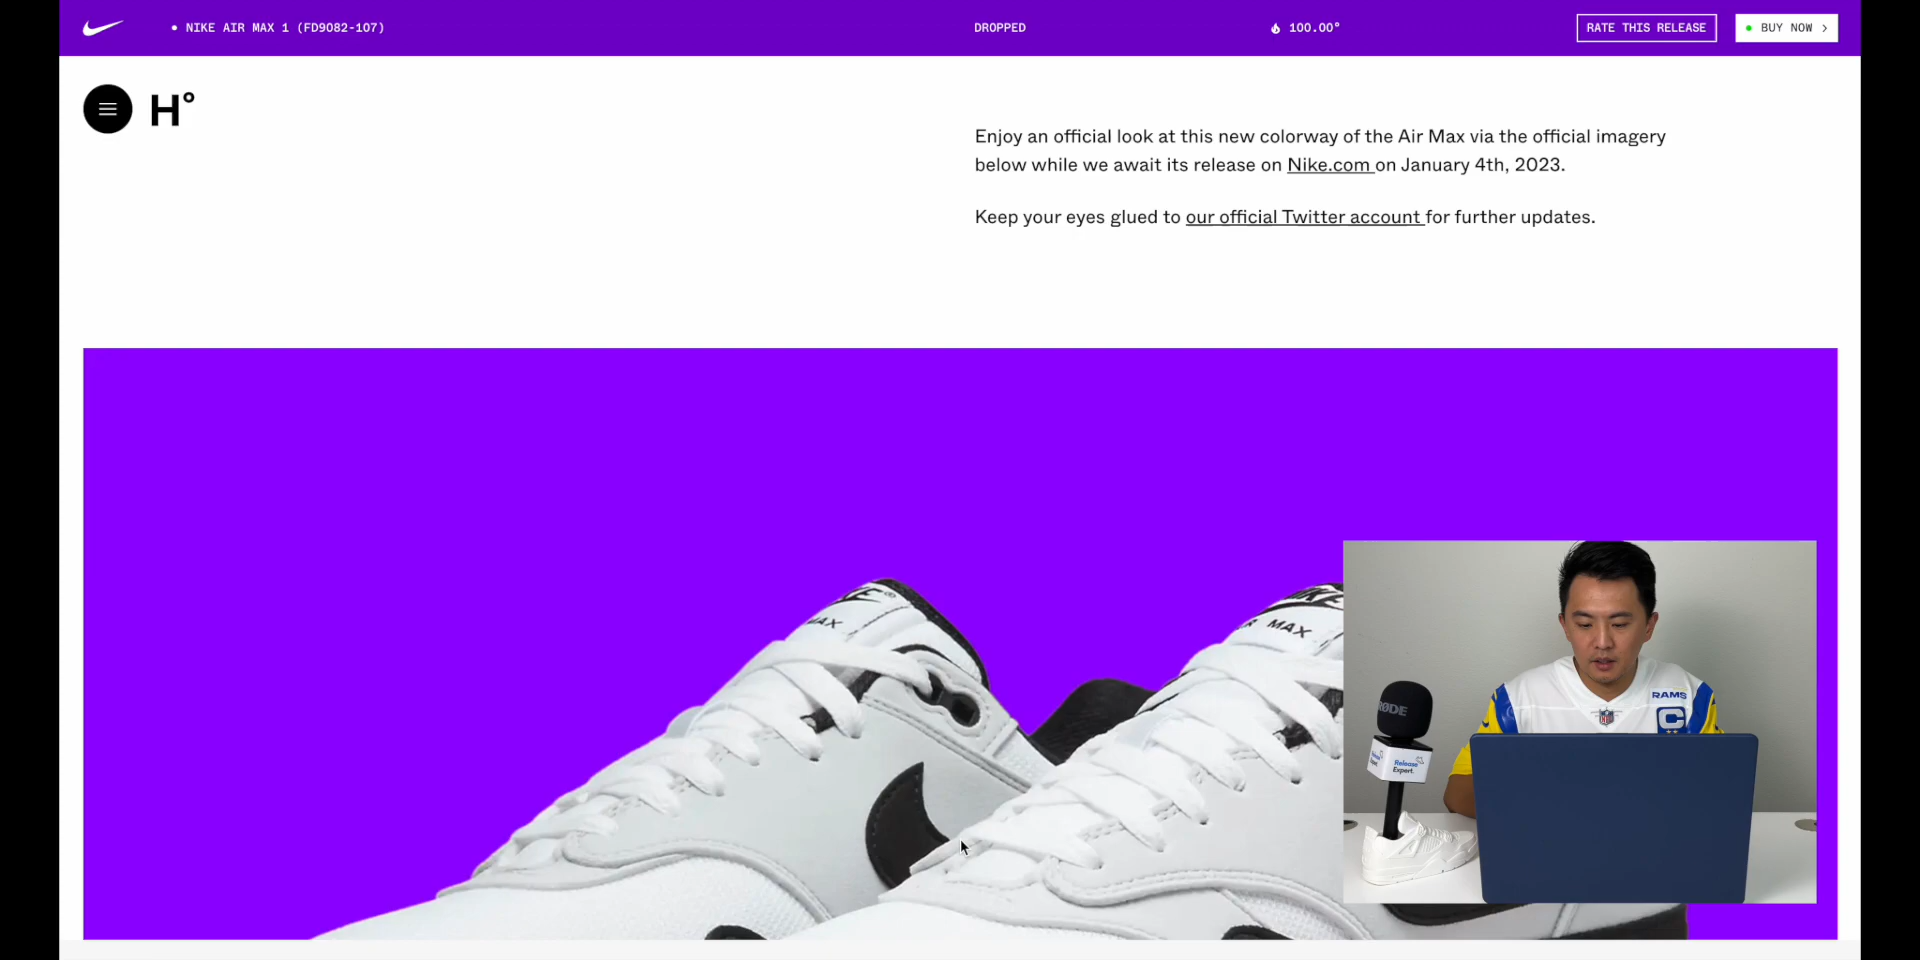 NIKE AIR MAX 1 (FD9082-107)
DROPPED
100.00°
RATE THIS RELEASE
BUY NOW
H°
Enjoy an official look at this new colorway of the Air Max via the official imagery
below while we await its release on Nike.com on January 4th, 2023.
Keep your eyes glued to our official Twitter account for further updates.
MAX
MAX
RAMS
C
RØDE
Release
Expert.